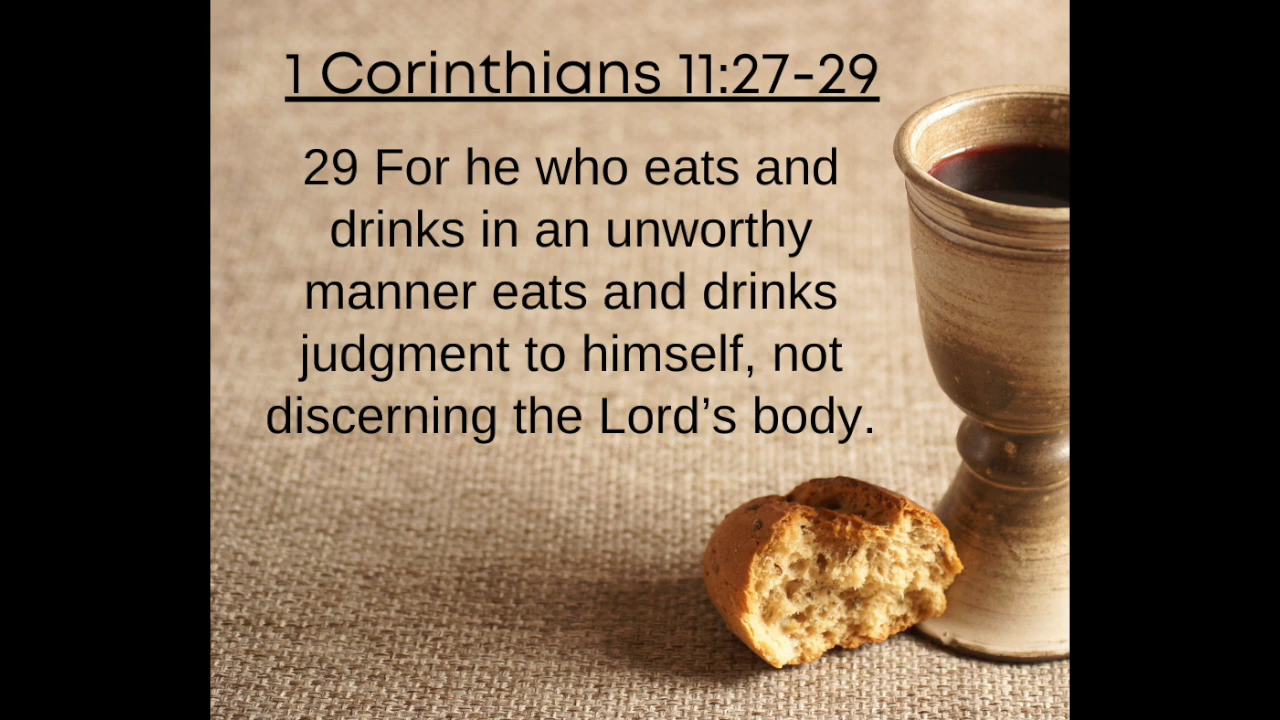 1 Corinthians 11:27-29
29 For he who eats and
drinks in an unworthy
manner eats and drinks
judgment to himself, not
discerning the Lord’s body.